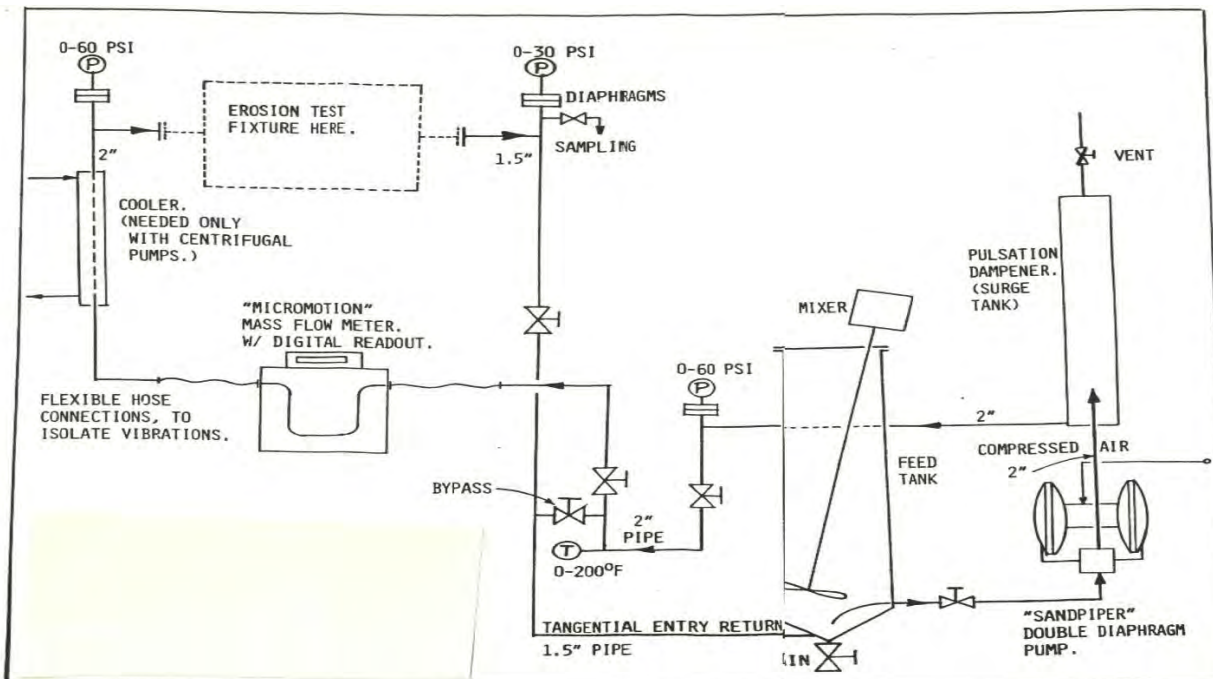 0-60 PSI
P
EROSION TEST
FIXTURE HERE.
0-30 PSI
P
DIAPHRAGMS
SAMPLING
1.5"
2"
COOLER.
(NEEDED ONLY
WITH CENTRIFUGAL
PUMPS.)
"MICROMOTION"
MASS FLOW METER.
W/ DIGITAL READOUT.
FLEXIBLE HOSE
CONNECTIONS, TO
ISOLATE VIBRATIONS.
BYPASS
T
0-200°F
2"
PIPE
0-60 PSI
P
MIXER
FEED
TANK
VENT
PULSATION
DAMPENER.
(SURGE
TANK)
2"
COMPRESSED AIR
2"
"SANDPIPER"
DOUBLE DIAPHRAGM
PUMP.
TANGENTIAL ENTRY RETURN
1.5" PIPE